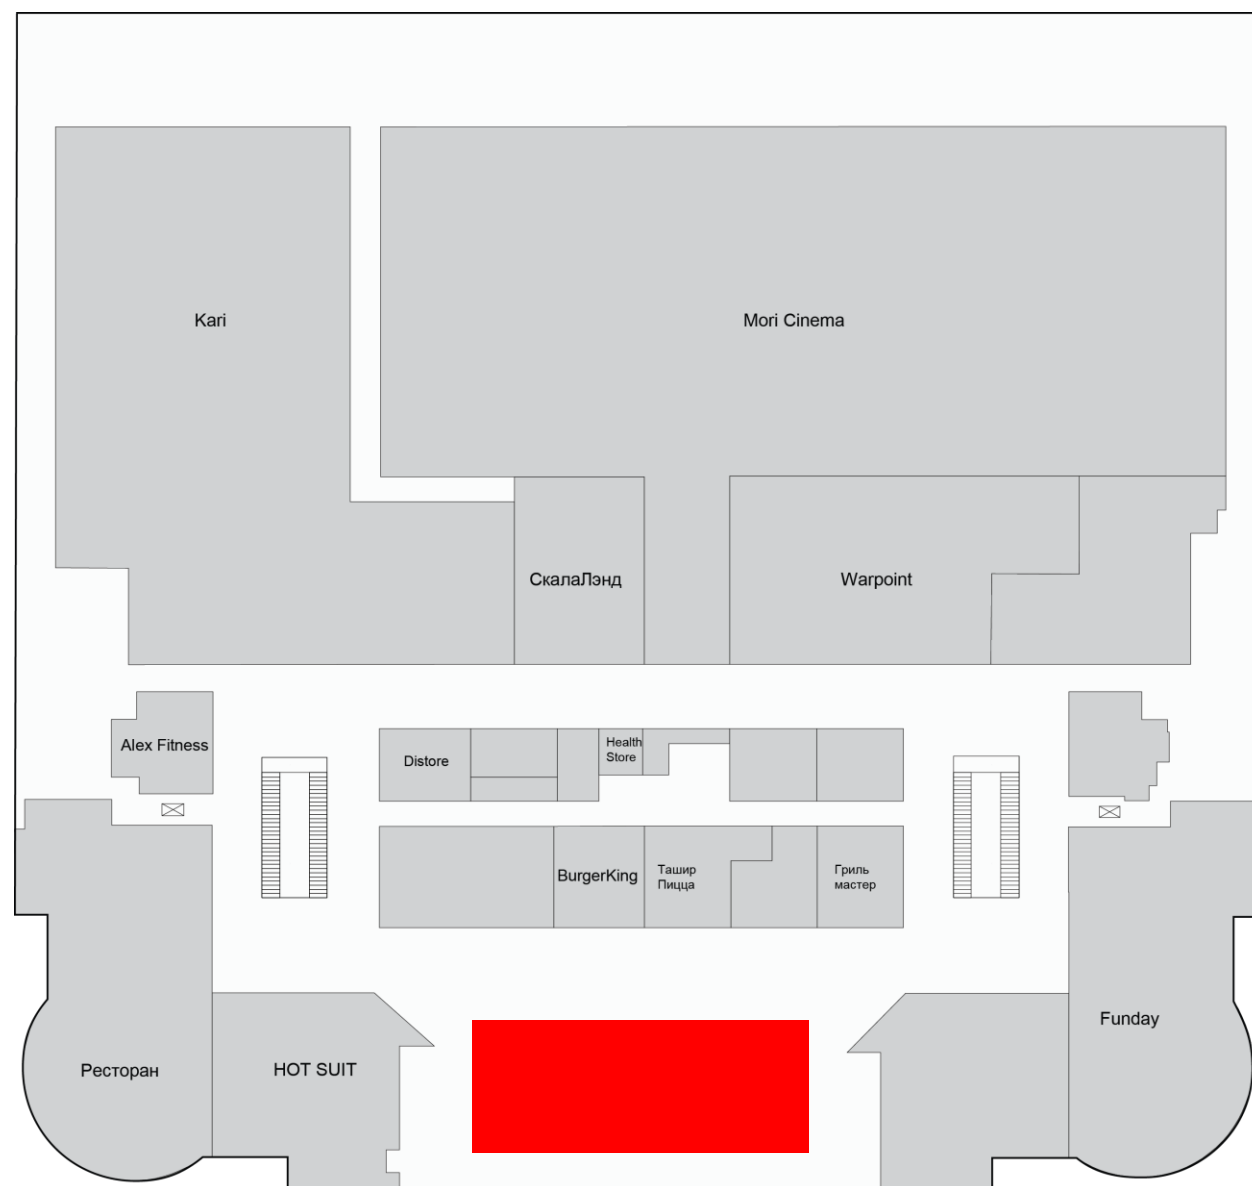 Kari
Mori Cinema
СкалаЛэнд
Warpoint
Alex Fitness
Distore
Health
Store
BurgerKing
Ташир
Пицца
Гриль
мастер
Ресторан
HOT SUIT
Funday